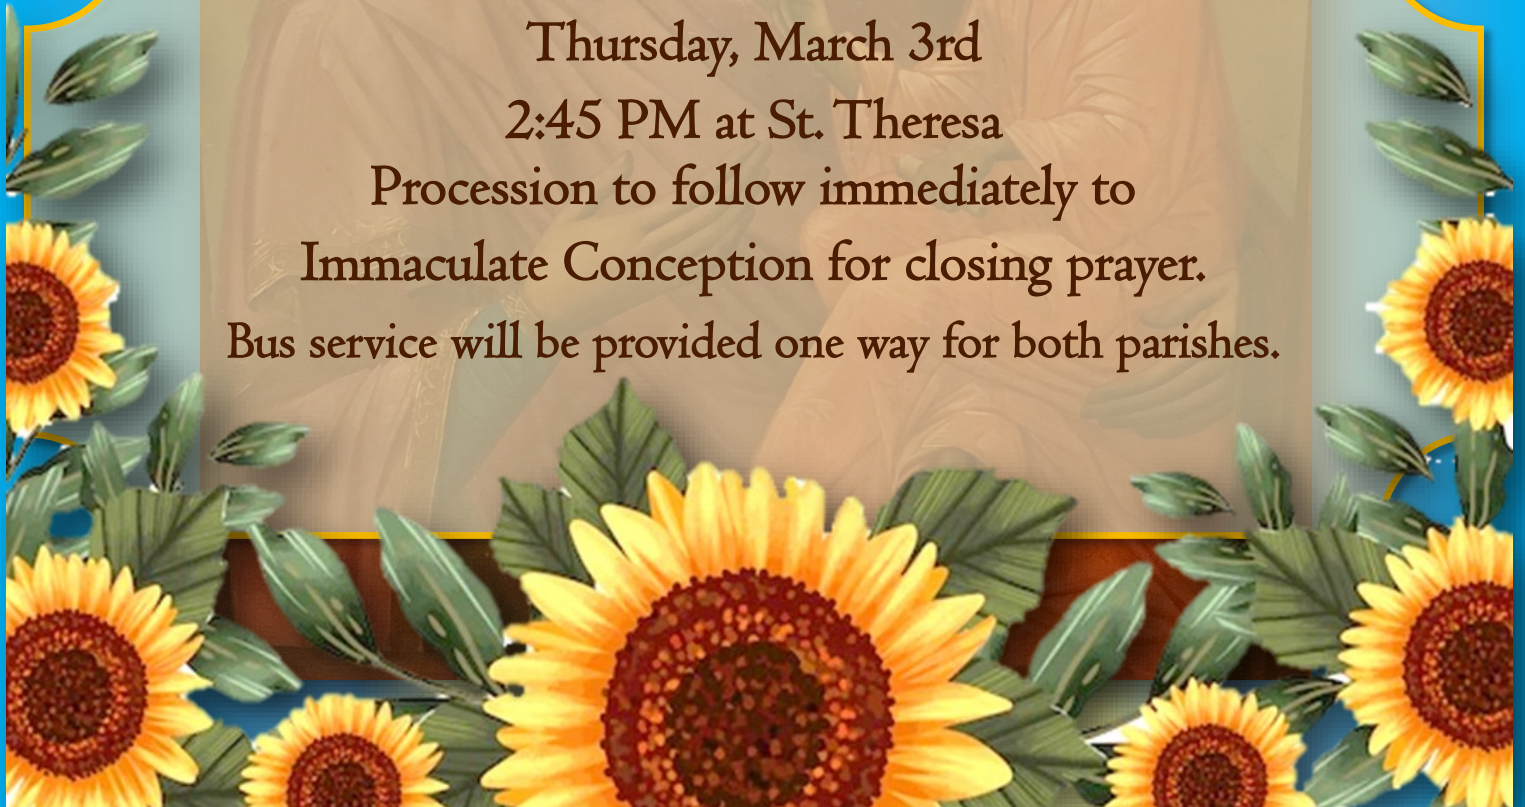 Thursday, March 3rd
2:45 PM at St. Theresa
Procession to follow immediately to
Immaculate Conception for closing prayer.
Bus service will be provided one way for both parishes.